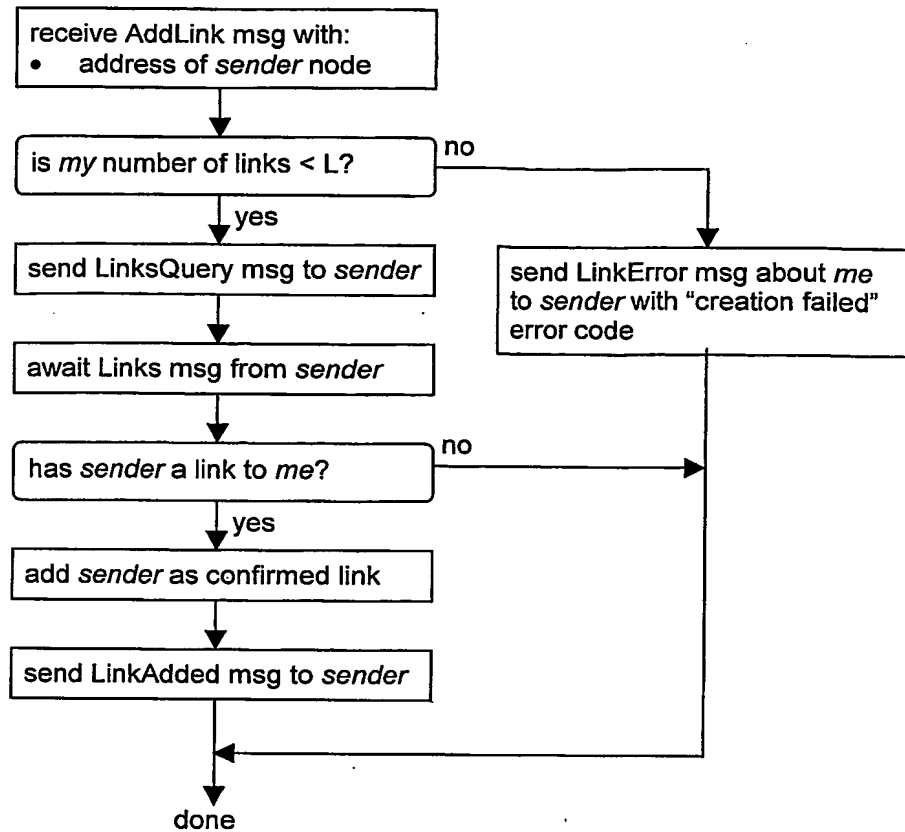 receive AddLink msg with:
• address of sender node
is my number of links < L?
no
yes
send LinksQuery msg to sender
send LinkError msg about me
to sender with “creation failed”
error code
await Links msg from sender
has sender a link to me?
no
yes
add sender as confirmed link
send LinkAdded msg to sender
done